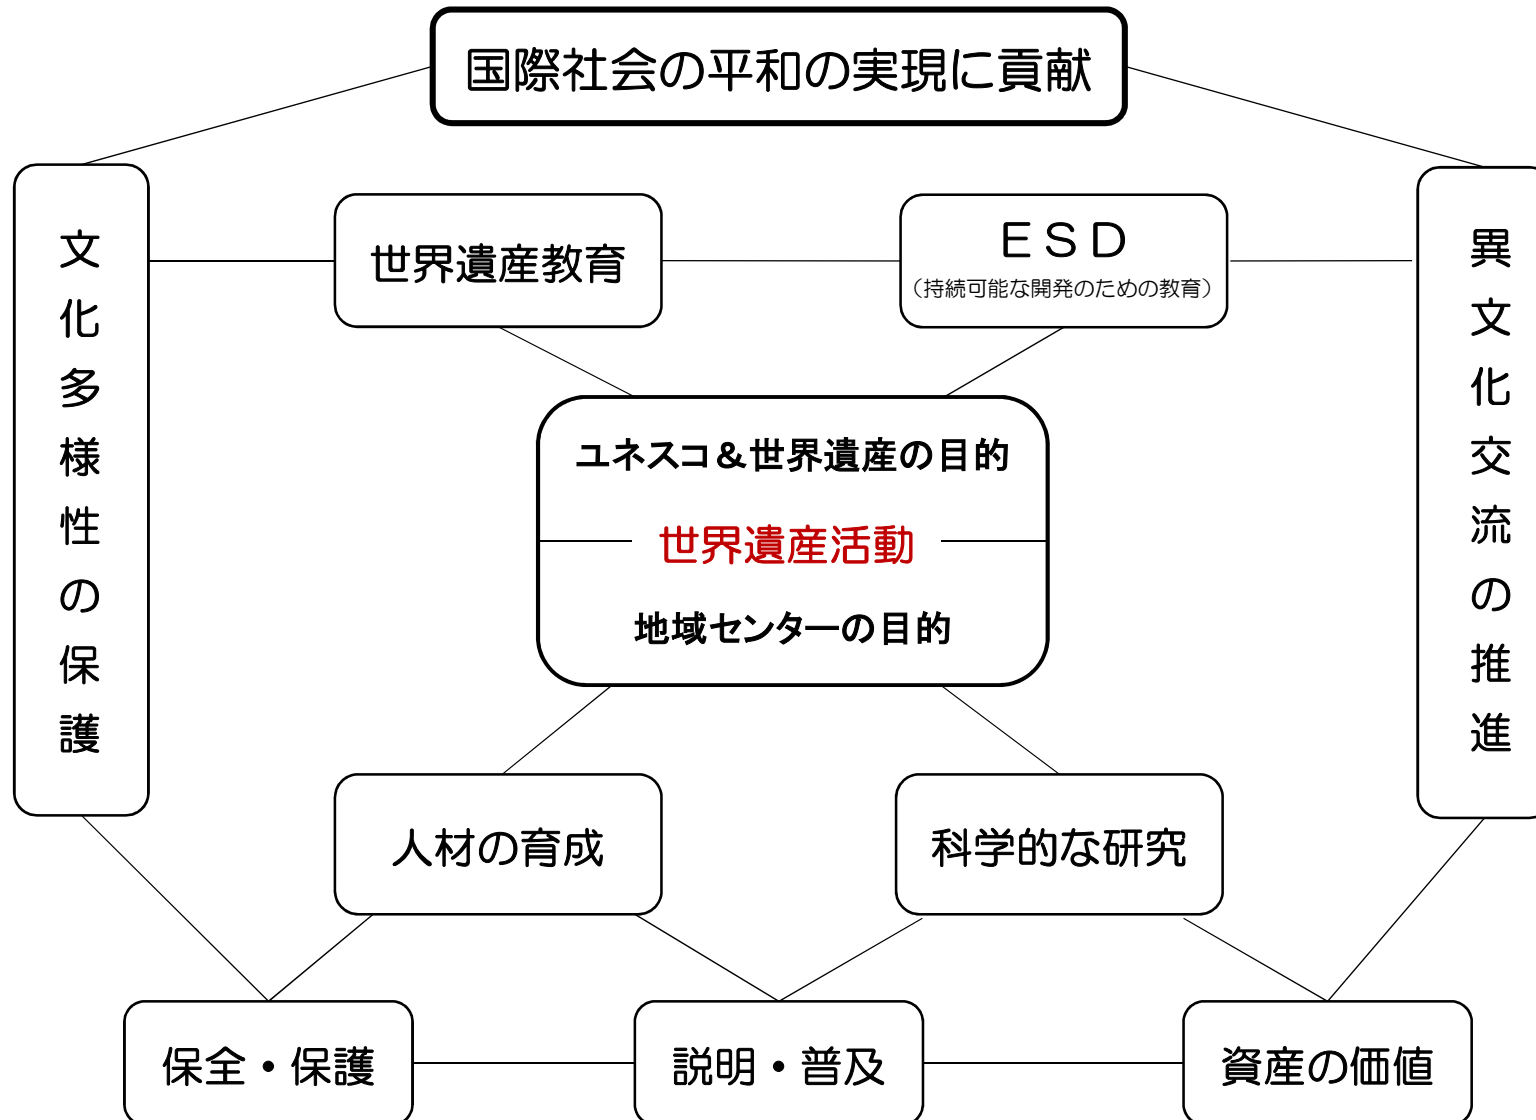 国際社会の平和の実現に貢献
文化多様性の保護
世界遺産教育
ESD
（持続可能な開発のための教育）
異文化交流の推進
ユネスコ&世界遺産の目的
世界遺産活動
地域センターの目的
人材の育成
科学的な研究
保全・保護
説明・普及
資産の価値